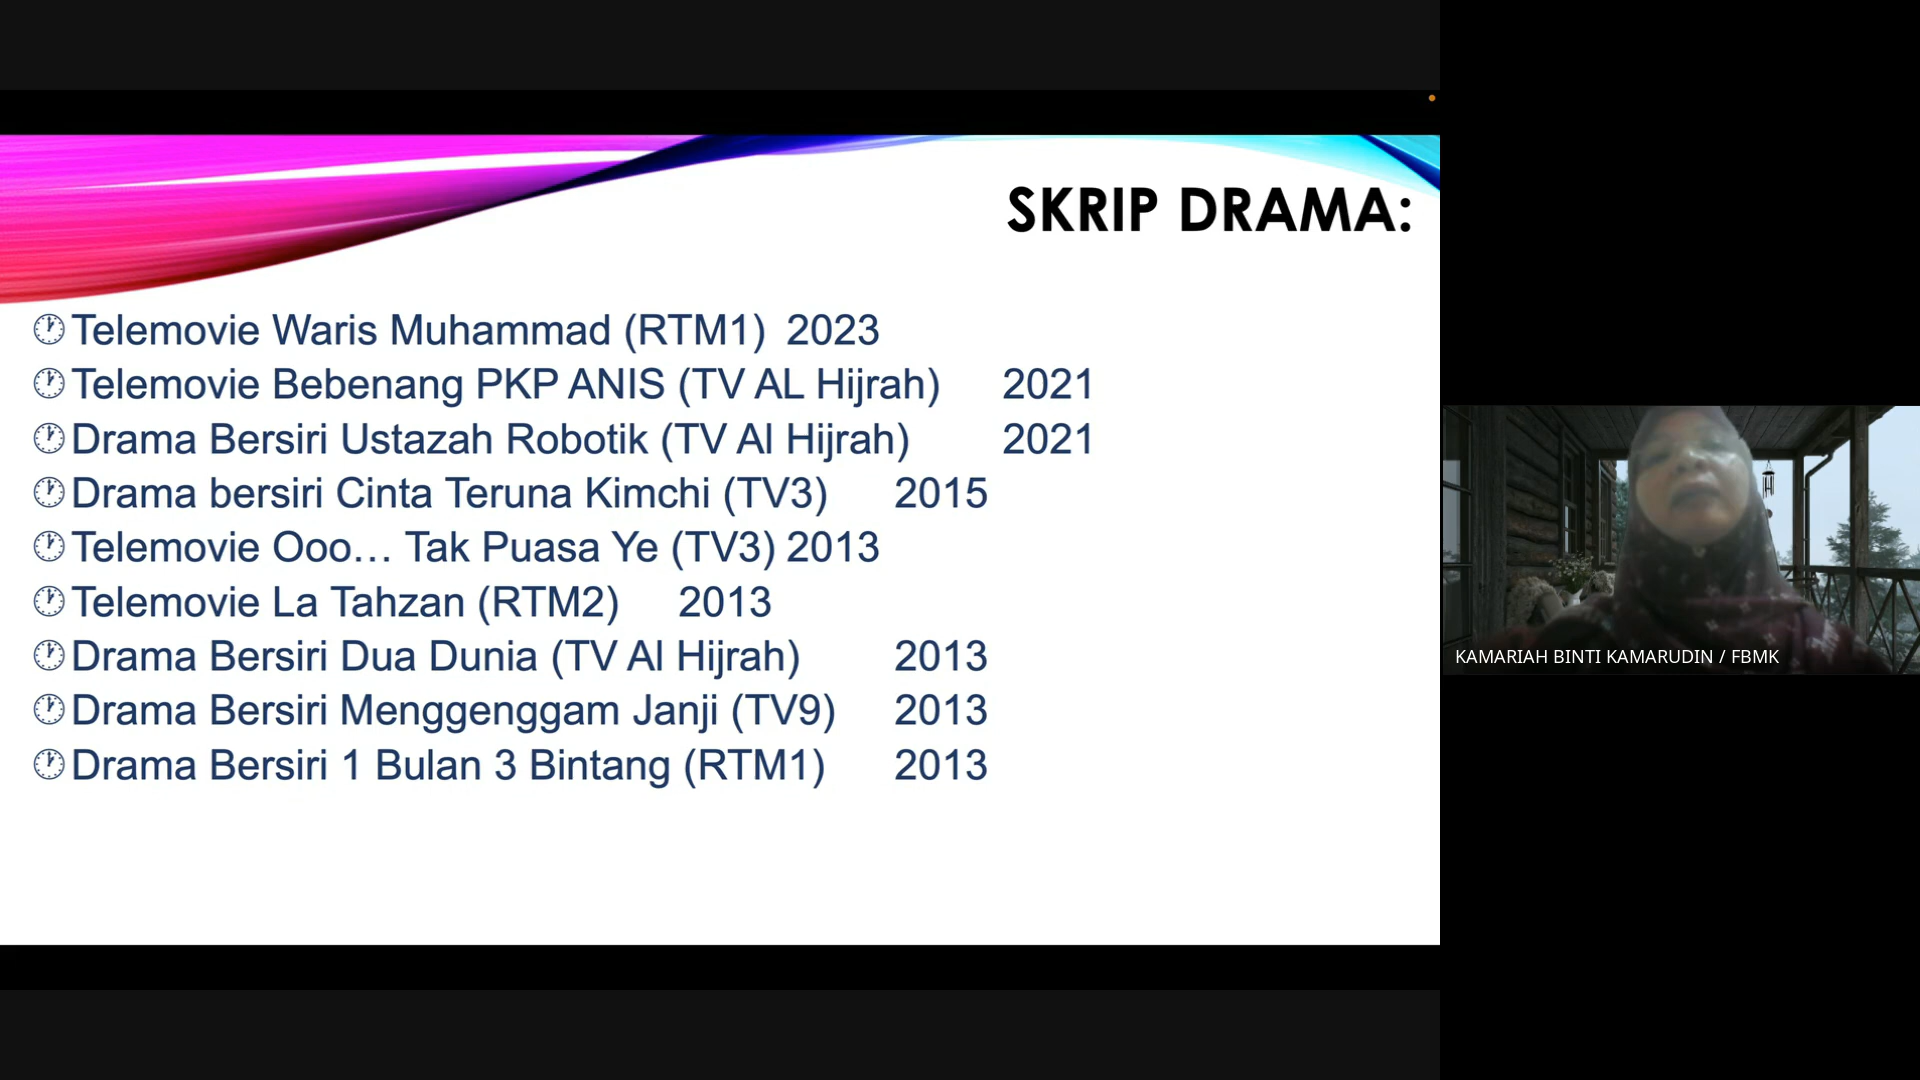 SKRIP DRAMA:
Telemovie Waris Muhammad (RTM1) 2023
Telemovie Bebenang PKP ANIS (TV AL Hijrah) 2021
Drama Bersiri Ustazah Robotik (TV Al Hijrah) 2021
Drama bersiri Cinta Teruna Kimchi (TV3) 2015
Telemovie Ooo… Tak Puasa Ye (TV3) 2013
Telemovie La Tahzan (RTM2) 2013
Drama Bersiri Dua Dunia (TV Al Hijrah) 2013
Drama Bersiri Menggenggam Janji (TV9) 2013
Drama Bersiri 1 Bulan 3 Bintang (RTM1) 2013
KAMARIAH BINTI KAMARUDIN / FBMK